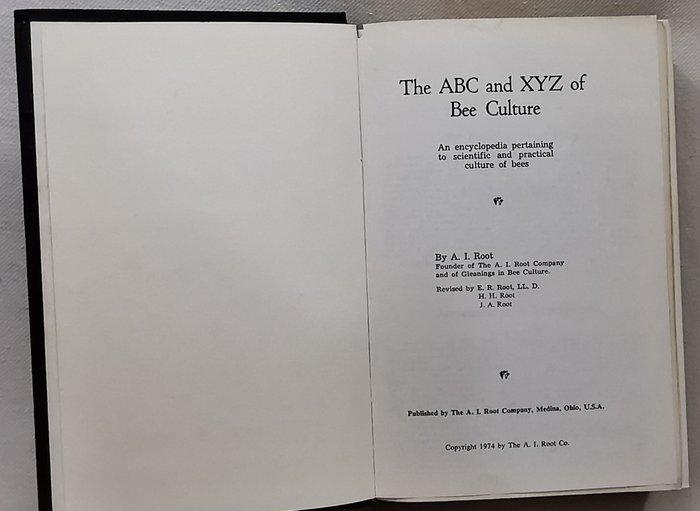 The ABC and XYZ of
Bee Culture
An encyclopedia pertaining
to scientific and practical
culture of bees
By A. I. Root
Founder of The A. I. Root Company
and of Gleanings in Bee Culture.
Revised by E. R. Root, LL. D.
H. H. Root
J. A. Root
Published by The A. I. Root Company, Medina, Ohio, U.S.A.
Copyright 1974 by The A. I. Root Co.